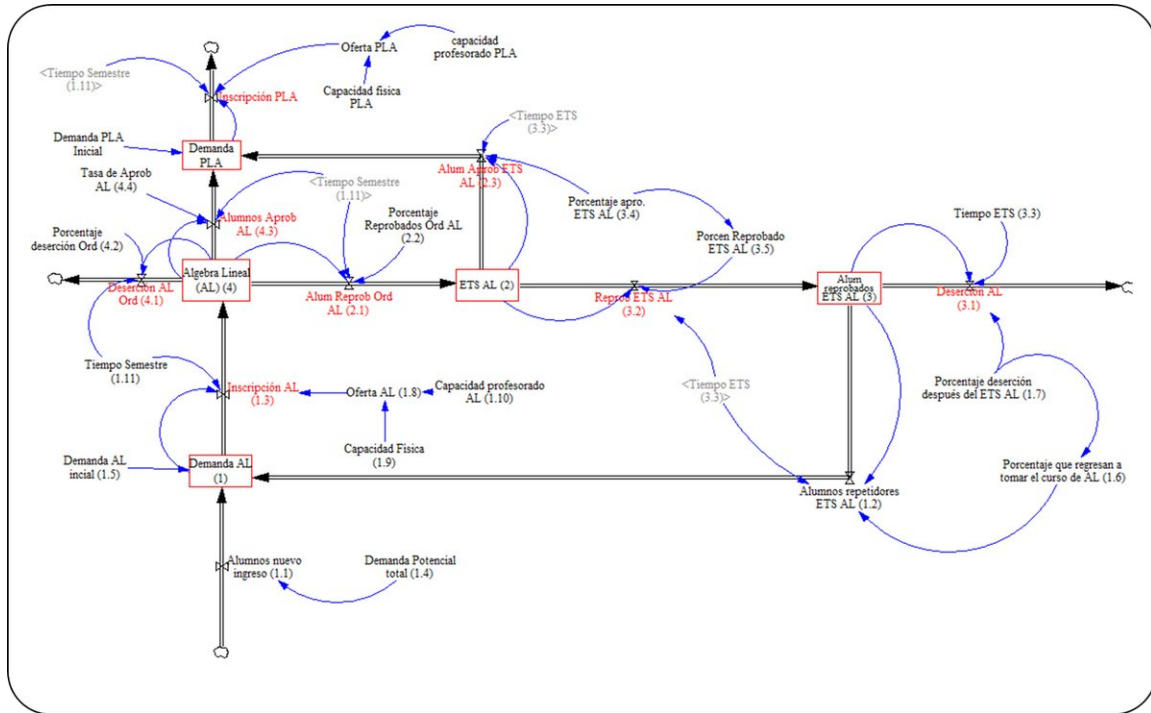 capacidad
profesorado PLA
Oferta PLA
<Tiempo Semestre
(1.11)>
Capacidad fisica
PLA
Inscripción PLA
<Tiempo ETS
(3.3)>
Demanda PLA
Inicial
Demanda
PLA
Tasa de Aprob
AL (4.4)
Alum Aprob ETS
AL (2.3)
<Tiempo Semestre
(1.11)>
Porcentaje apro.
ETS AL (3.4)
Alumnos Aprob
AL (4.3)
Porcentaje
Reprobados Ord AL
(2.2)
Tiempo ETS (3.3)
Porcentaje
deserción Ord (4.2)
Porcen Reprobado
ETS AL (3.5)
Algebra Lineal
(AL) (4)
ETS AL (2)
Alum
reprobados
ETS AL (3)
Deserción AL
Ord (4.1)
Alum Reprob Ord
AL (2.1)
Reprob ETS AL
(3.2)
Deserción AL
(3.1)
Tiempo Semestre
(1.11)
Inscripción AL
(1.3)
Oferta AL (1.8)
Capacidad profesorado
AL (1.10)
<Tiempo ETS
(3.3)>
Porcentaje deserción
después del ETS AL (1.7)
Capacidad Física
(1.9)
Demanda AL
incial (1.5)
Demanda AL
(1)
Porcentaje que regresan a
tomar el curso de AL (1.6)
Alumnos repetidores
ETS AL (1.2)
Alumnos nuevo
ingreso (1.1)
Demanda Potencial
total (1.4)